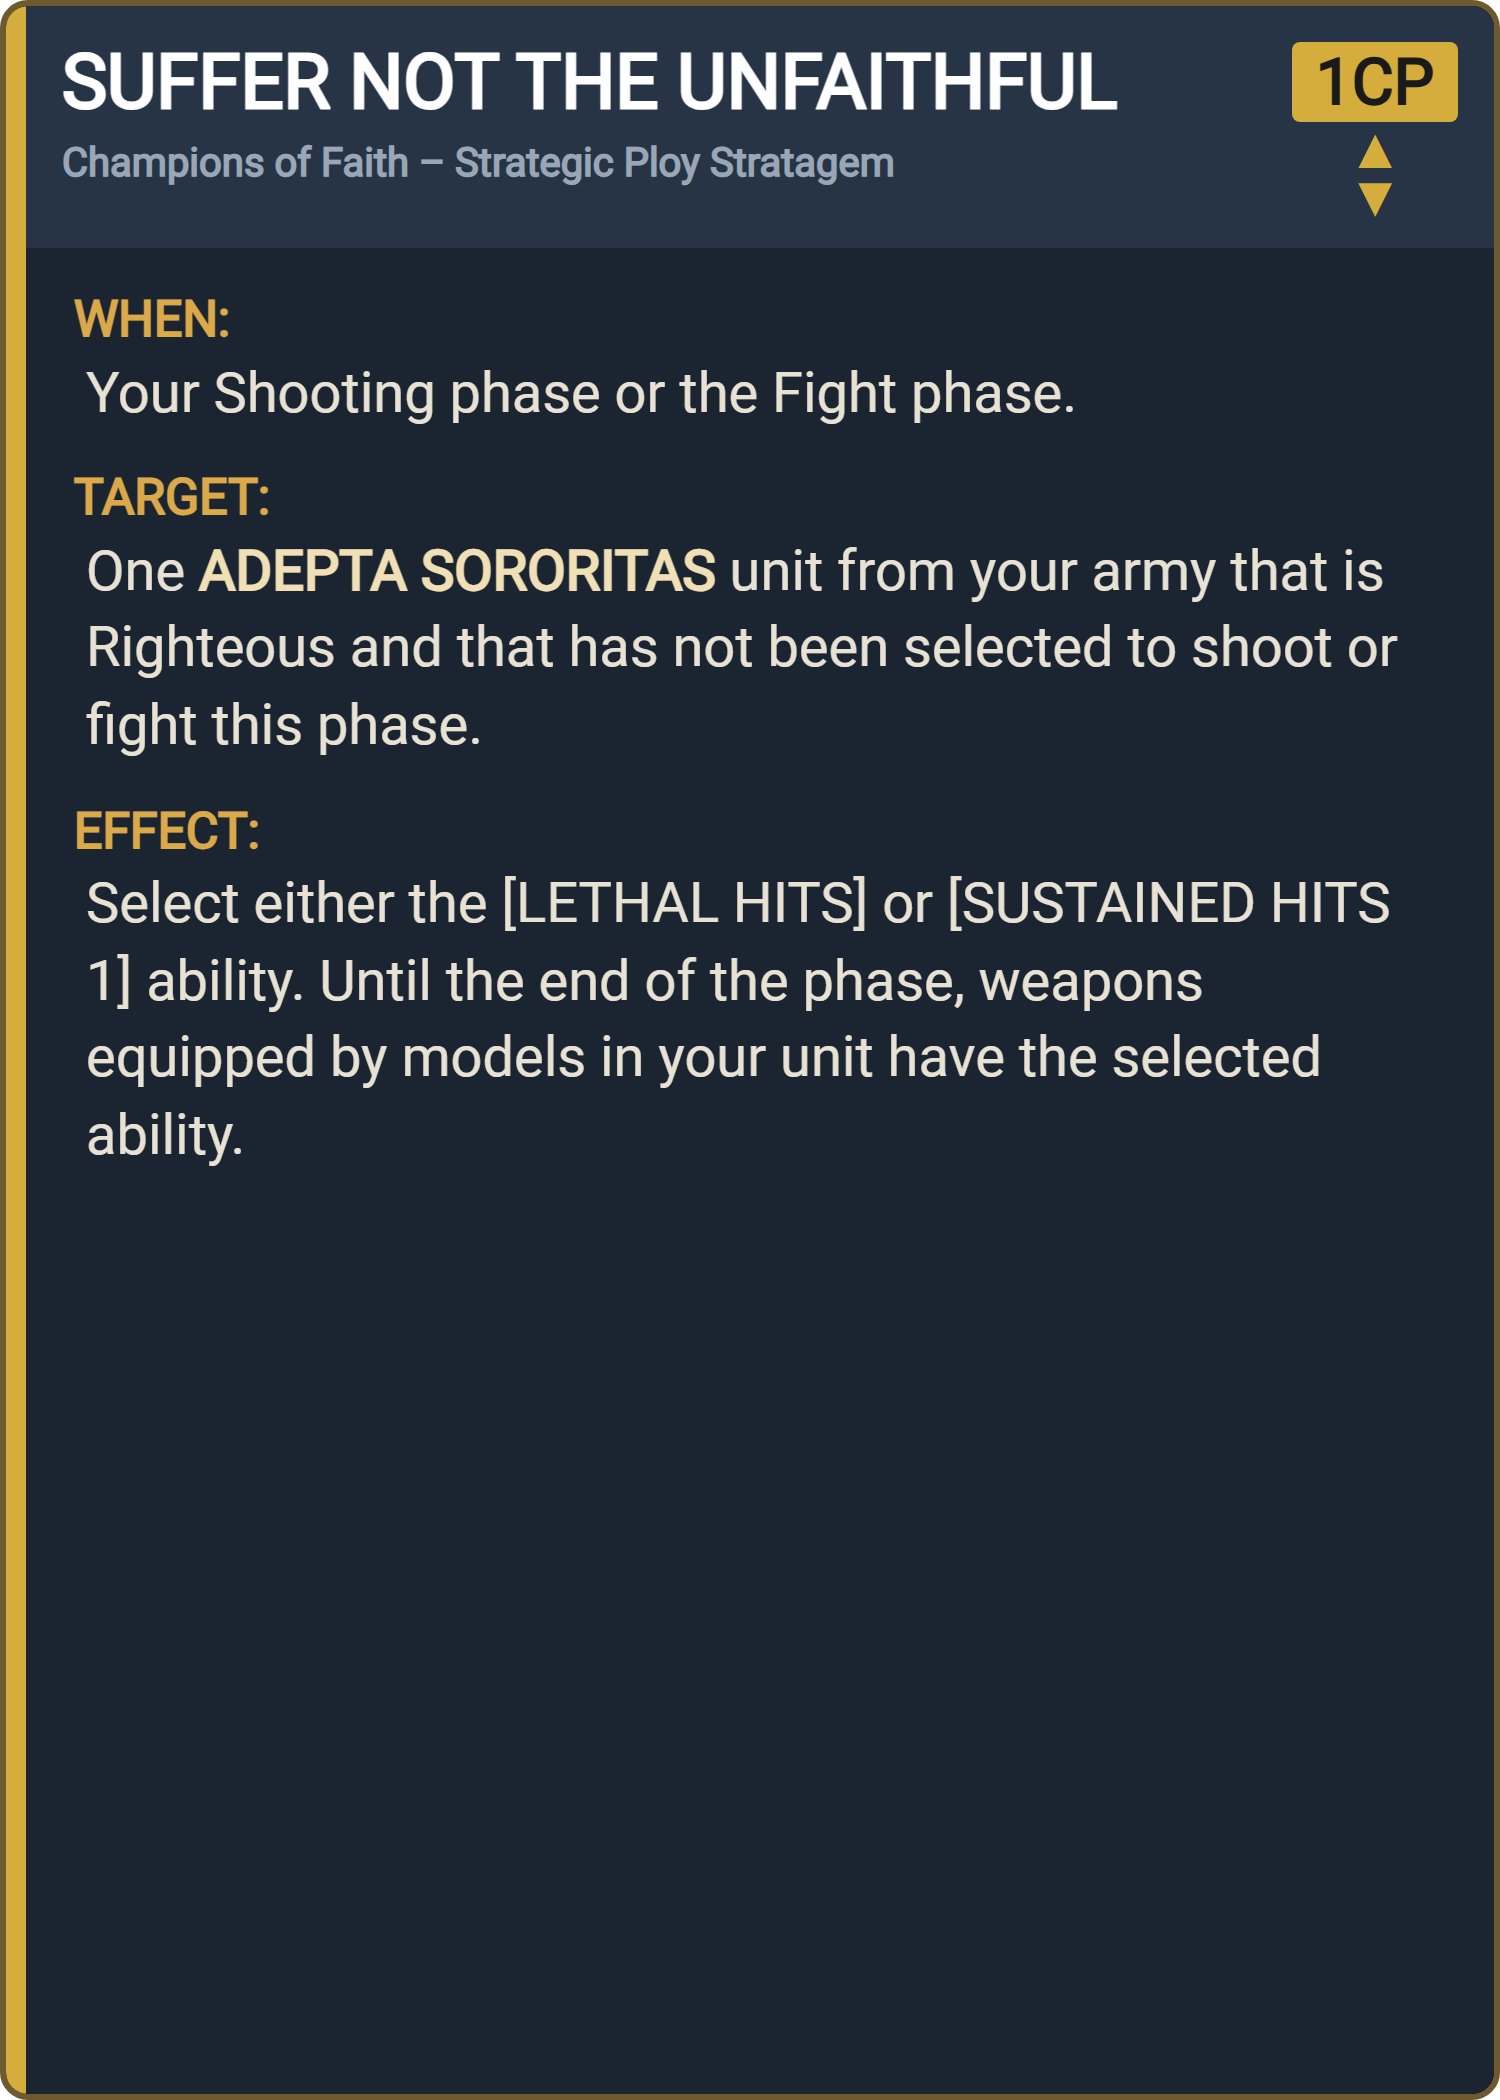 SUFFER NOT THE UNFAITHFUL
1CP
Champions of Faith – Strategic Ploy Stratagem
▲
▼
WHEN:
Your Shooting phase or the Fight phase.
TARGET:
One ADEPTA SORORITAS unit from your army that is
Righteous and that has not been selected to shoot or
fight this phase.
EFFECT:
Select either the [LETHAL HITS] or [SUSTAINED HITS
1] ability. Until the end of the phase, weapons
equipped by models in your unit have the selected
ability.